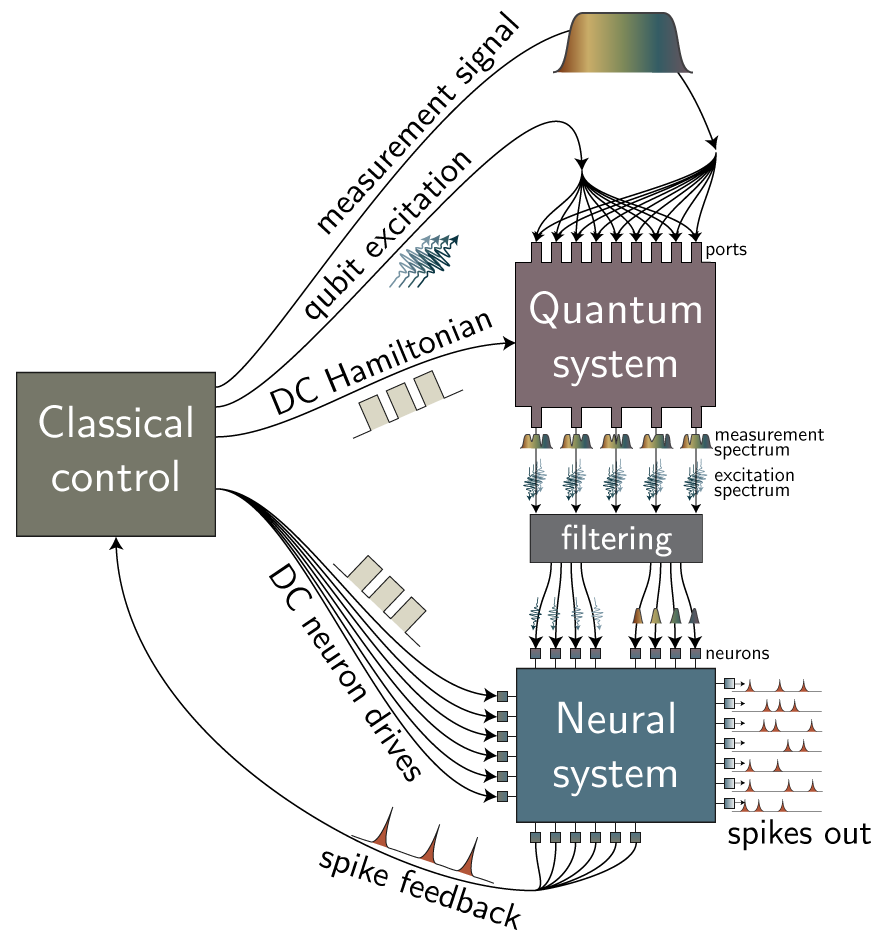 measurement signal
qubit excitation
ports
Quantum
system
DC Hamiltonian
Classical
control
measurement
spectrum
excitation
spectrum
filtering
DC neuron drives
neurons
Neural
system
spikes out
spike feedback